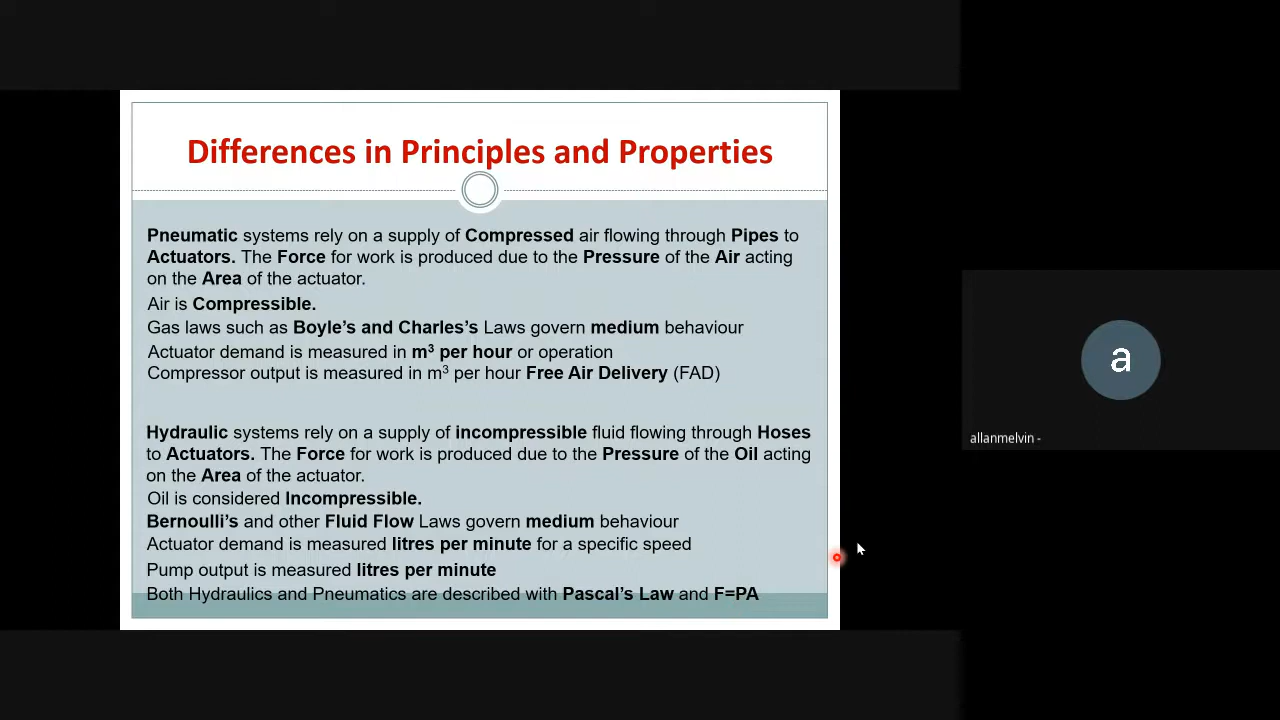 Differences in Principles and Properties
Pneumatic systems rely on a supply of Compressed air flowing through Pipes to
Actuators. The Force for work is produced due to the Pressure of the Air acting
on the Area of the actuator.
Air is Compressible.
Gas laws such as Boyle’s and Charles’s Laws govern medium behaviour
Actuator demand is measured in m³ per hour or operation
Compressor output is measured in m³ per hour Free Air Delivery (FAD)
Hydraulic systems rely on a supply of incompressible fluid flowing through Hoses
to Actuators. The Force for work is produced due to the Pressure of the Oil acting
on the Area of the actuator.
Oil is considered Incompressible.
Bernoulli’s and other Fluid Flow Laws govern medium behaviour
Actuator demand is measured litres per minute for a specific speed
Pump output is measured litres per minute
Both Hydraulics and Pneumatics are described with Pascal’s Law and F=PA
a
allanmelvin -